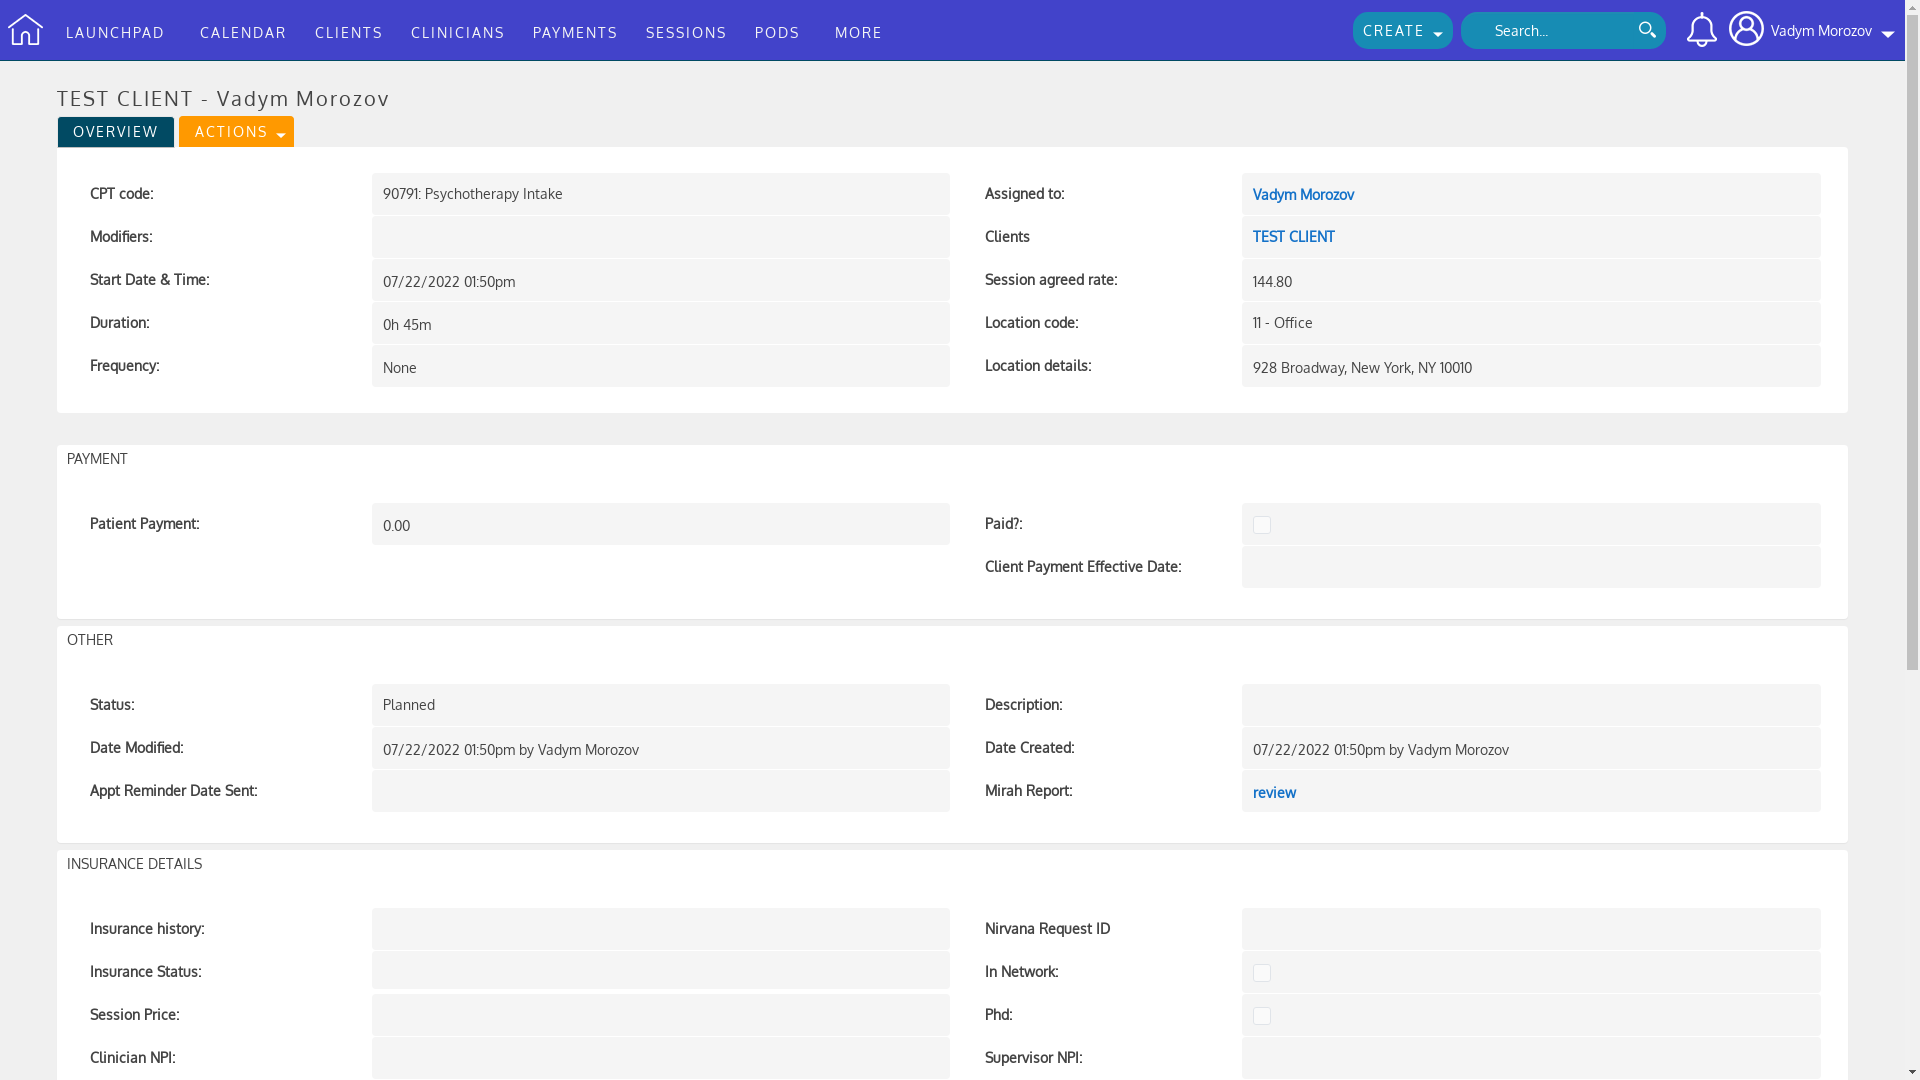 LAUNCHPAD CALENDAR CLIENTS CLINICIANS PAYMENTS SESSIONS PODS MORE CREATE Search... Vadym Morozov
TEST CLIENT - Vadym Morozov
OVERVIEW ACTIONS
CPT code: 90791: Psychotherapy Intake Assigned to: Vadym Morozov
Modifiers: Clients TEST CLIENT
Start Date & Time: 07/22/2022 01:50pm Session agreed rate: 144.80
Duration: 0h 45m Location code: 11 - Office
Frequency: None Location details: 928 Broadway, New York, NY 10010
PAYMENT
Patient Payment: 0.00 Paid?:
Client Payment Effective Date:
OTHER
Status: Planned Description:
Date Modified: 07/22/2022 01:50pm by Vadym Morozov Date Created: 07/22/2022 01:50pm by Vadym Morozov
Appt Reminder Date Sent: Mirah Report: review
INSURANCE DETAILS
Insurance history: Nirvana Request ID
Insurance Status: In Network:
Session Price: Phd:
Clinician NPI: Supervisor NPI: